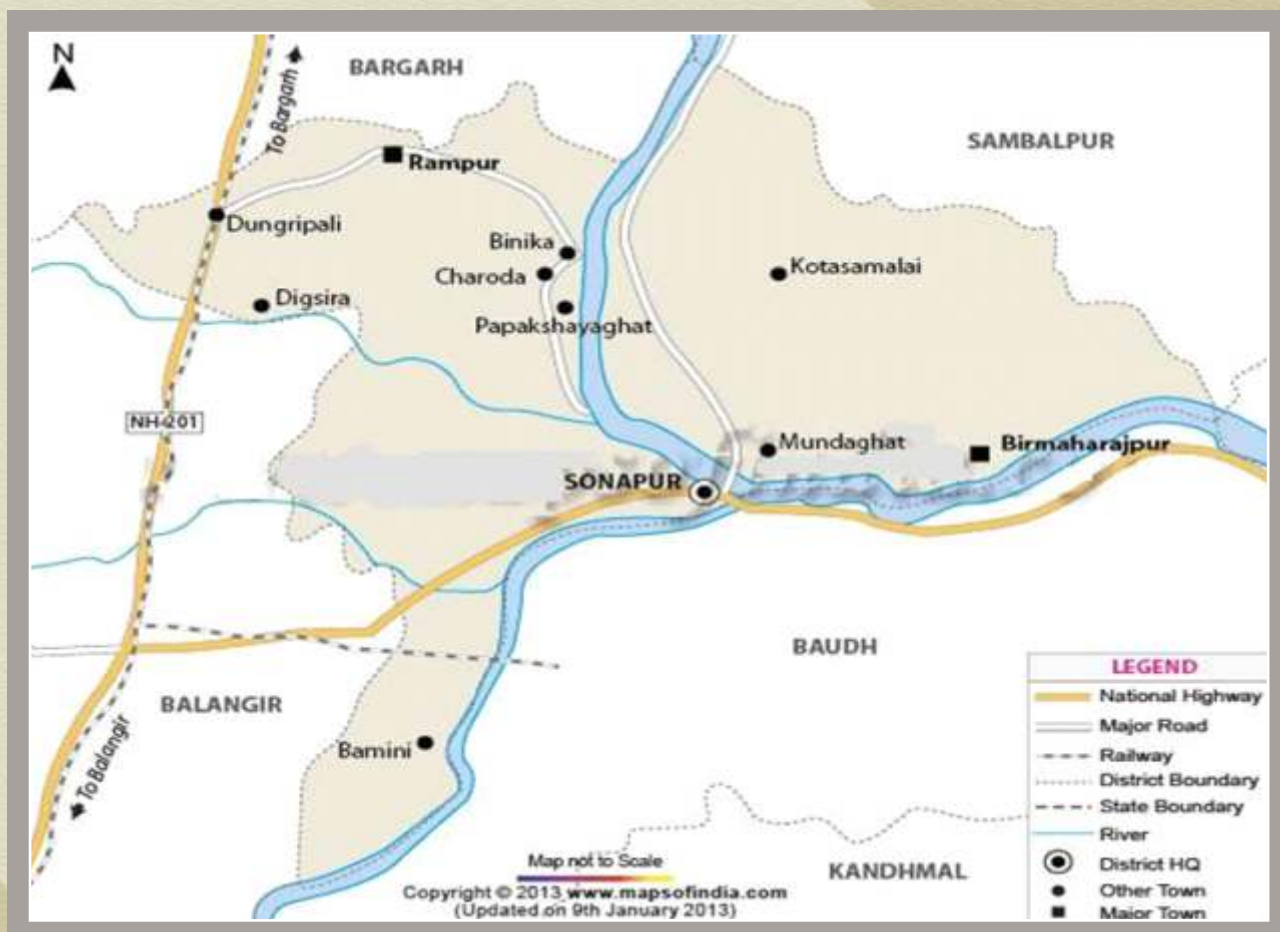 N
BARGARH
To Bargarh
SAMBALPUR
Rampur
Dungripali
Binika
Charoda
Kotasamalai
Digsira
Papakshayaghat
NH-201
Mundaghat
Birmaharajpur
SONAPUR
BAUDH
BALANGIR
Bamini
To Balangir
KANDHMAL
LEGEND
National Highway
Major Road
Railway
District Boundary
State Boundary
River
District HQ
Other Town
Major Town
Map not to Scale
Copyright © 2013 www.mapsofindia.com
(Updated on 9th January 2013)